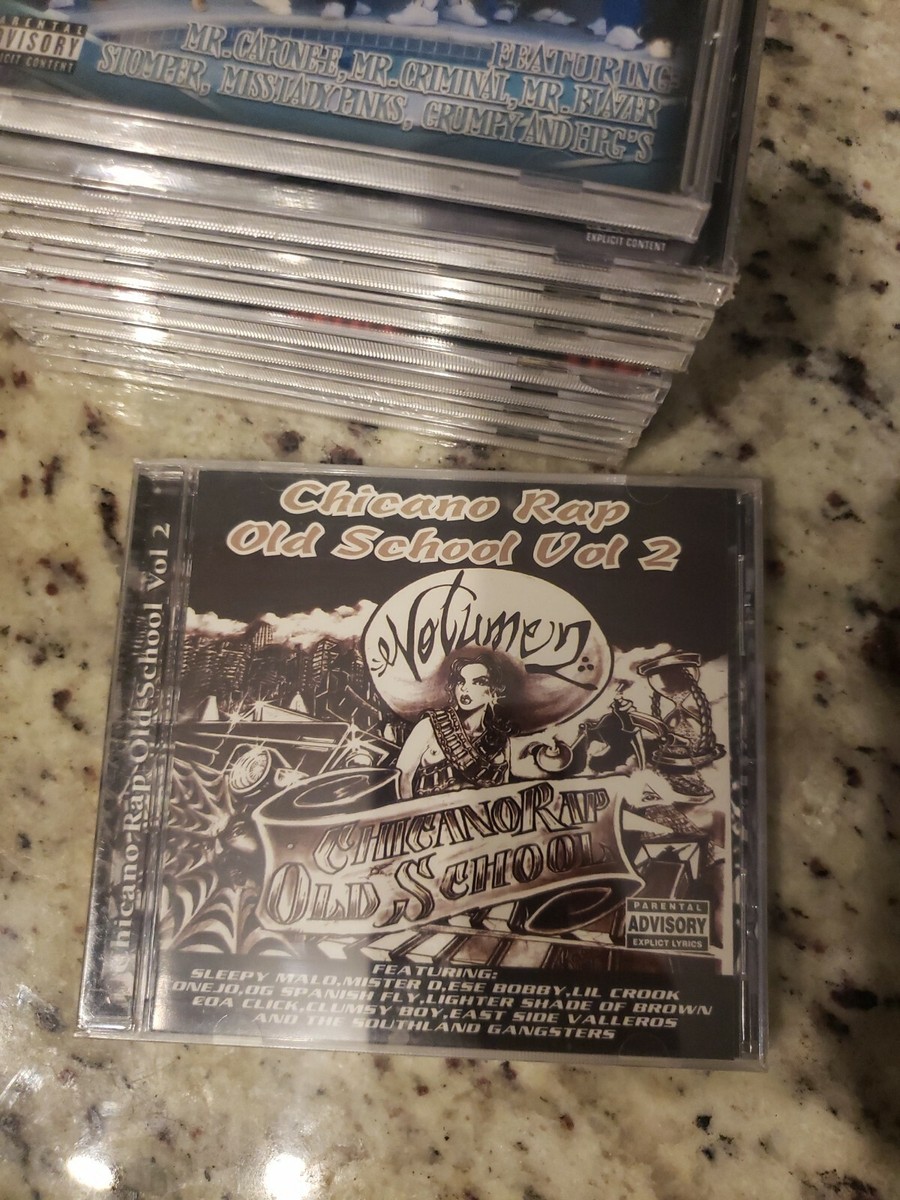 PARENTAL
ADVISORY
EXPLICIT CONTENT
FEATURING:
MR. CAPONE-E, MR. CRIMINAL, MR. BLAZER
STOMPER, MISS LADY PINKS, GRUMPY AND HPG'S
EXPLICIT CONTENT
Chicano Rap
Old School Vol 2
Chicano Rap Old School Vol 2
Volume
CHICANO RAP
OLD SCHOOL
PARENTAL
ADVISORY
EXPLICIT LYRICS
FEATURING:
SLEEPY MALO,MISTER D,ESE BOBBY,LIL CROOK
ONEJO,OG SPANISH FLY,LIGHTER SHADE OF BROWN
CLICK,CLUMSY BOY,EAST SIDE VALLEROS
AND THE SOUTHLAND GANGSTERS